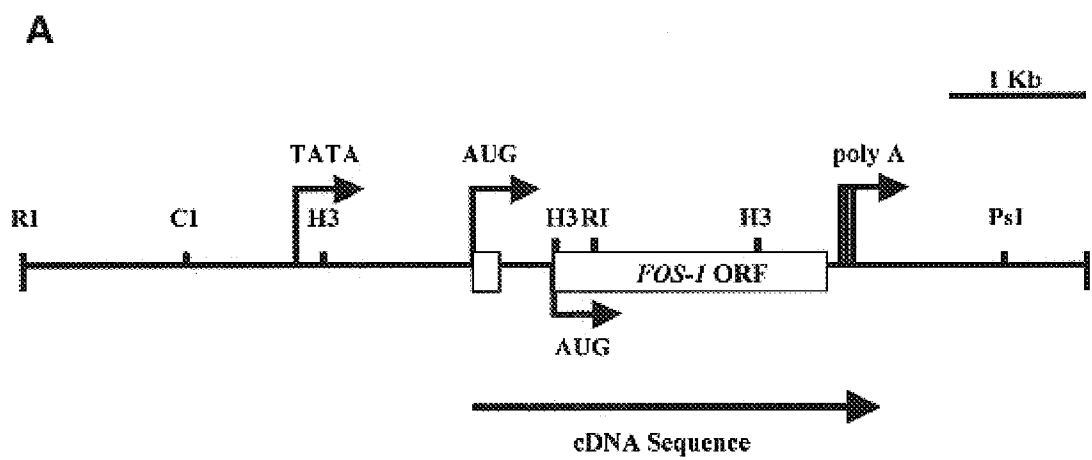 A
1 Kb
TATA
AUG
poly A
R1
C1
H3
H3
RI
H3
Ps1
FOS-1 ORF
AUG
cDNA Sequence